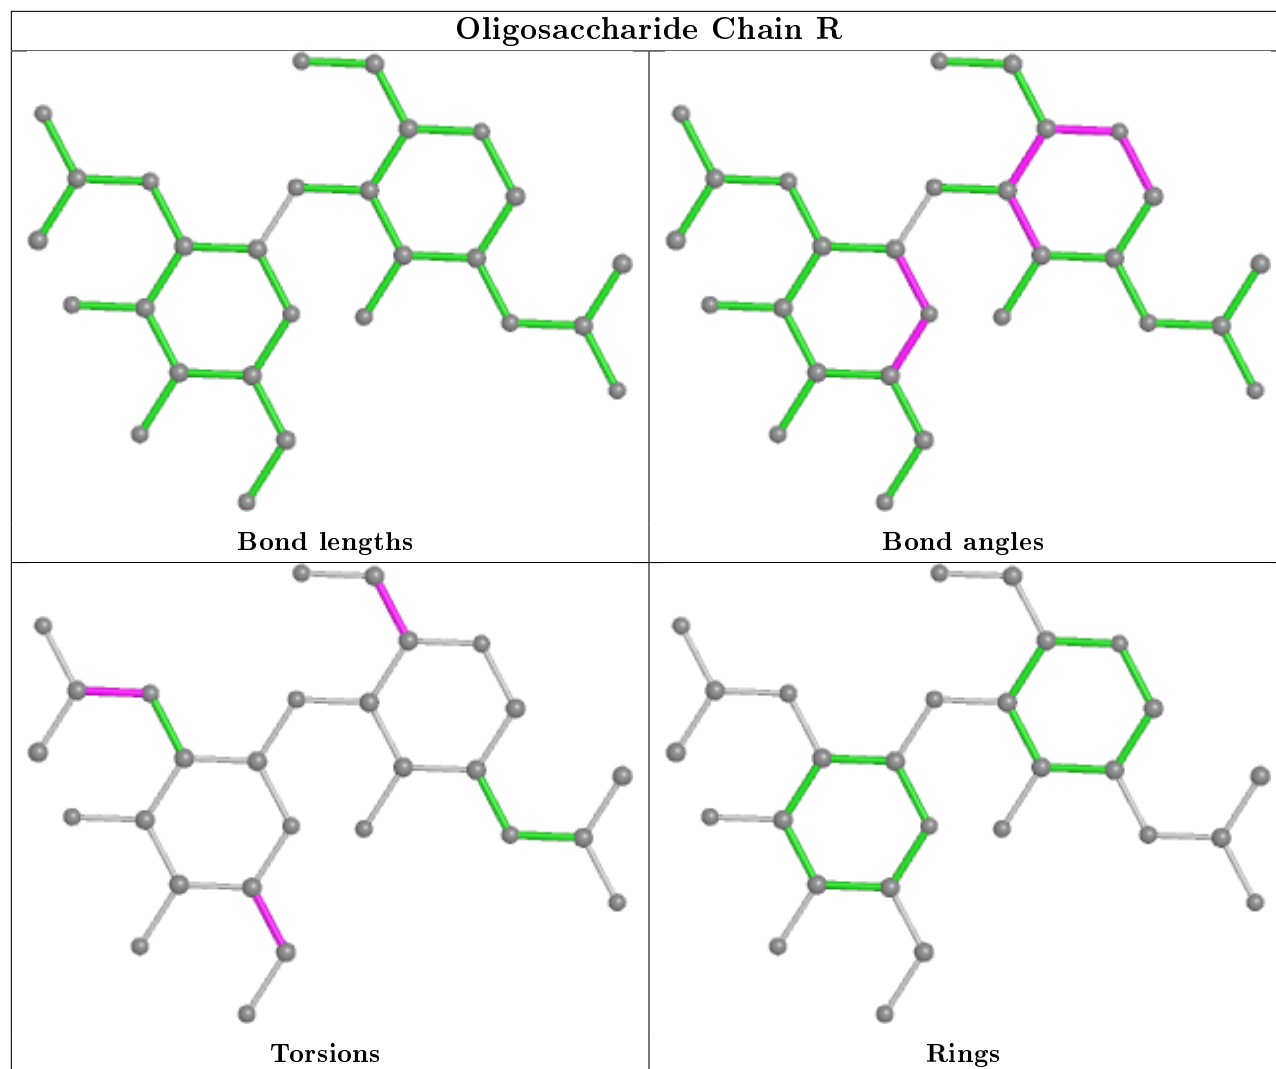 Oligosaccharide Chain R
Bond lengths
Bond angles
Torsions
Rings